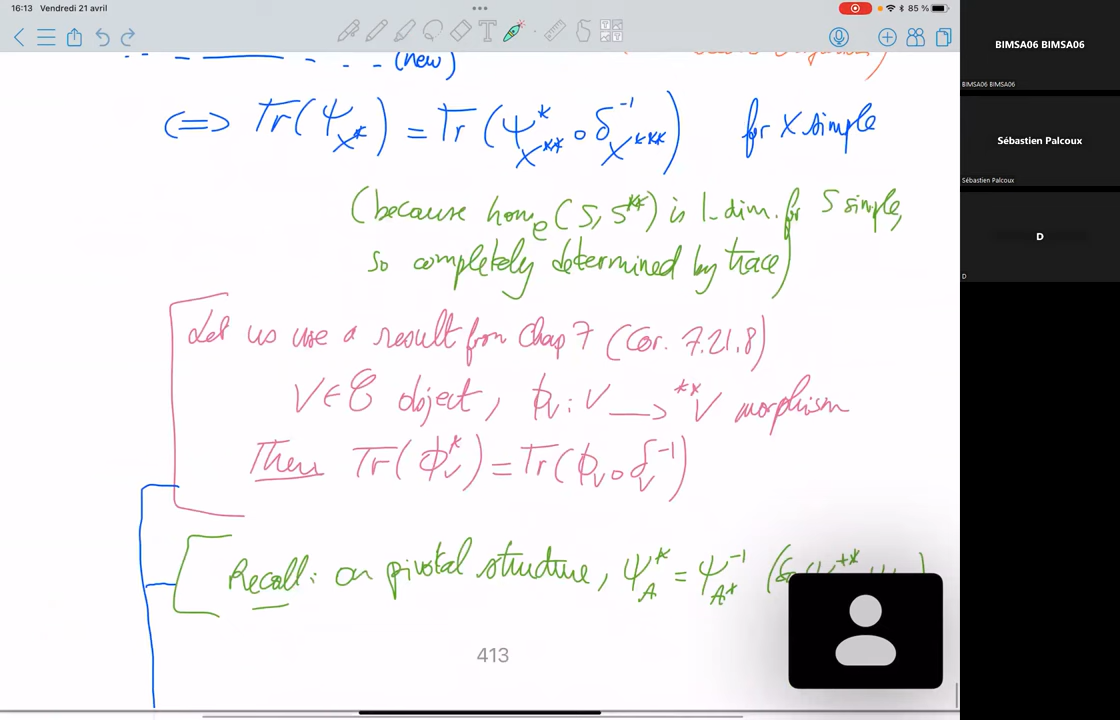 16:13 Vendredi 21 avril
85 %
(new)
<=> Tr(Ψ_{X*}) = Tr(Ψ*_{X**} ∘ δ^{-1}_{X***}) for X simple
(because hom_C(S, S**) is 1-dim. for S simple,
so completely determined by trace)
Let us use a result from Chap 7 (Cor. 7.21.8)
V ∈ C object, ϕ_V : V → **V morphism
Then Tr(ϕ*_V) = Tr(ϕ_V ∘ δ_V^{-1})
Recall: on pivotal structure, Ψ*_A = Ψ^{-1}_{A*}
413
BIMSA06 BIMSA06
BIMSA06 BIMSA06
Sébastien Palcoux
Sébastien Palcoux
D
D